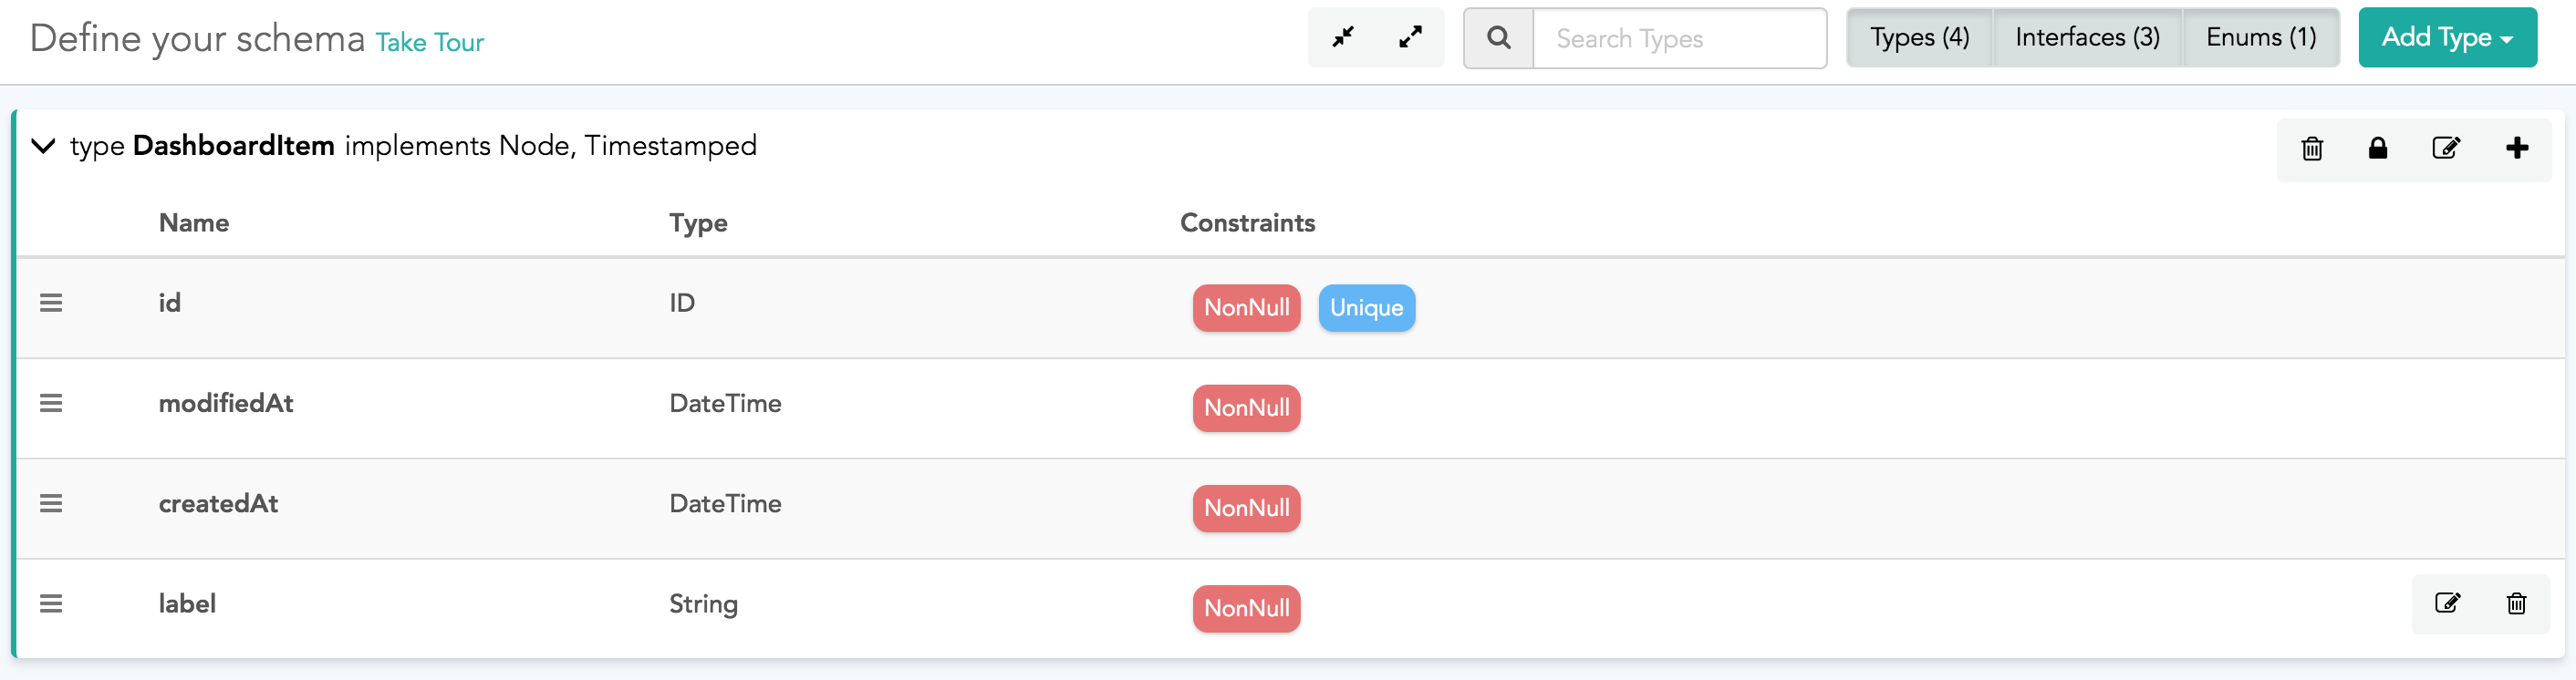 Define your schema Take Tour
Search Types
Types (4) Interfaces (3) Enums (1)
Add Type
type DashboardItem implements Node, Timestamped
Name Type Constraints
id ID NonNull Unique
modifiedAt DateTime NonNull
createdAt DateTime NonNull
label String NonNull